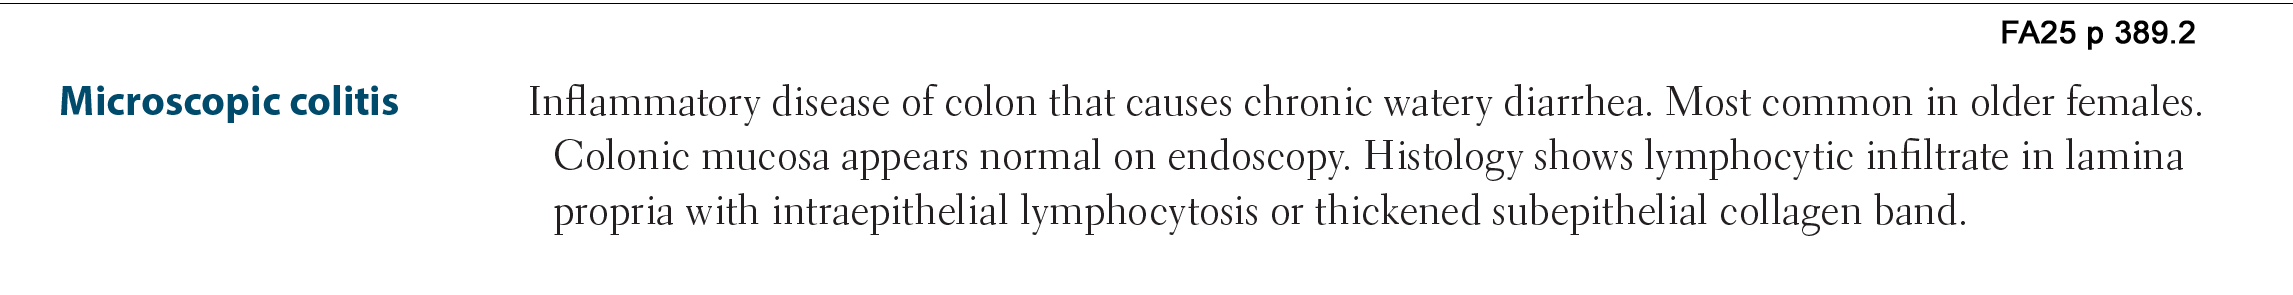 FA25 p 389.2
Microscopic colitis Inflammatory disease of colon that causes chronic watery diarrhea. Most common in older females.
Colonic mucosa appears normal on endoscopy. Histology shows lymphocytic infiltrate in lamina
propria with intraepithelial lymphocytosis or thickened subepithelial collagen band.